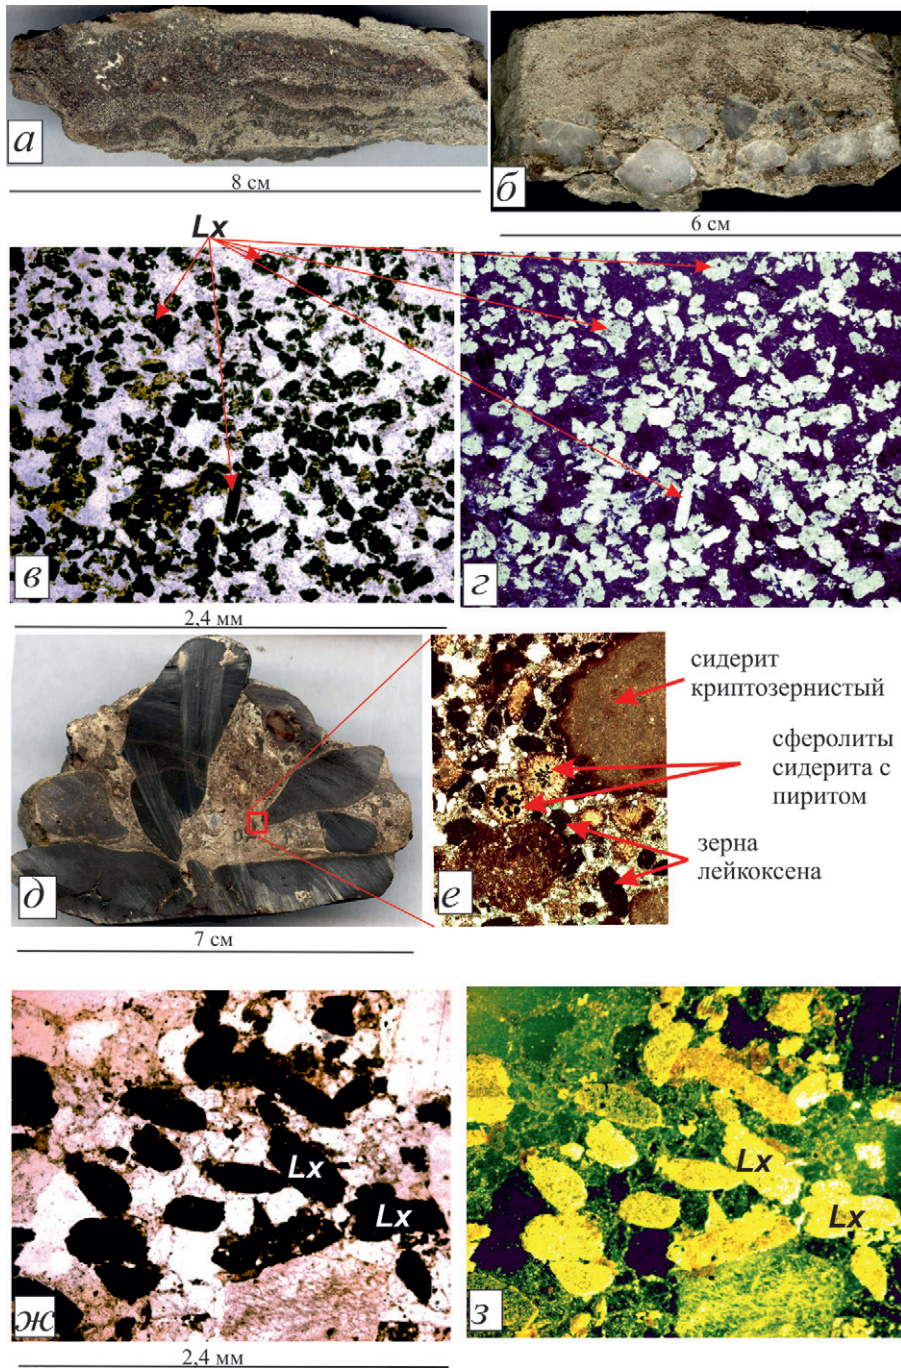 а
8 см
б
6 см
Lx
в
г
2,4 мм
д
7 см
е
сидерит
криптозернистый
сферолиты
сидерита с
пиритом
зерна
лейкоксена
ж
Lx
Lx
2,4 мм
з
Lx
Lx